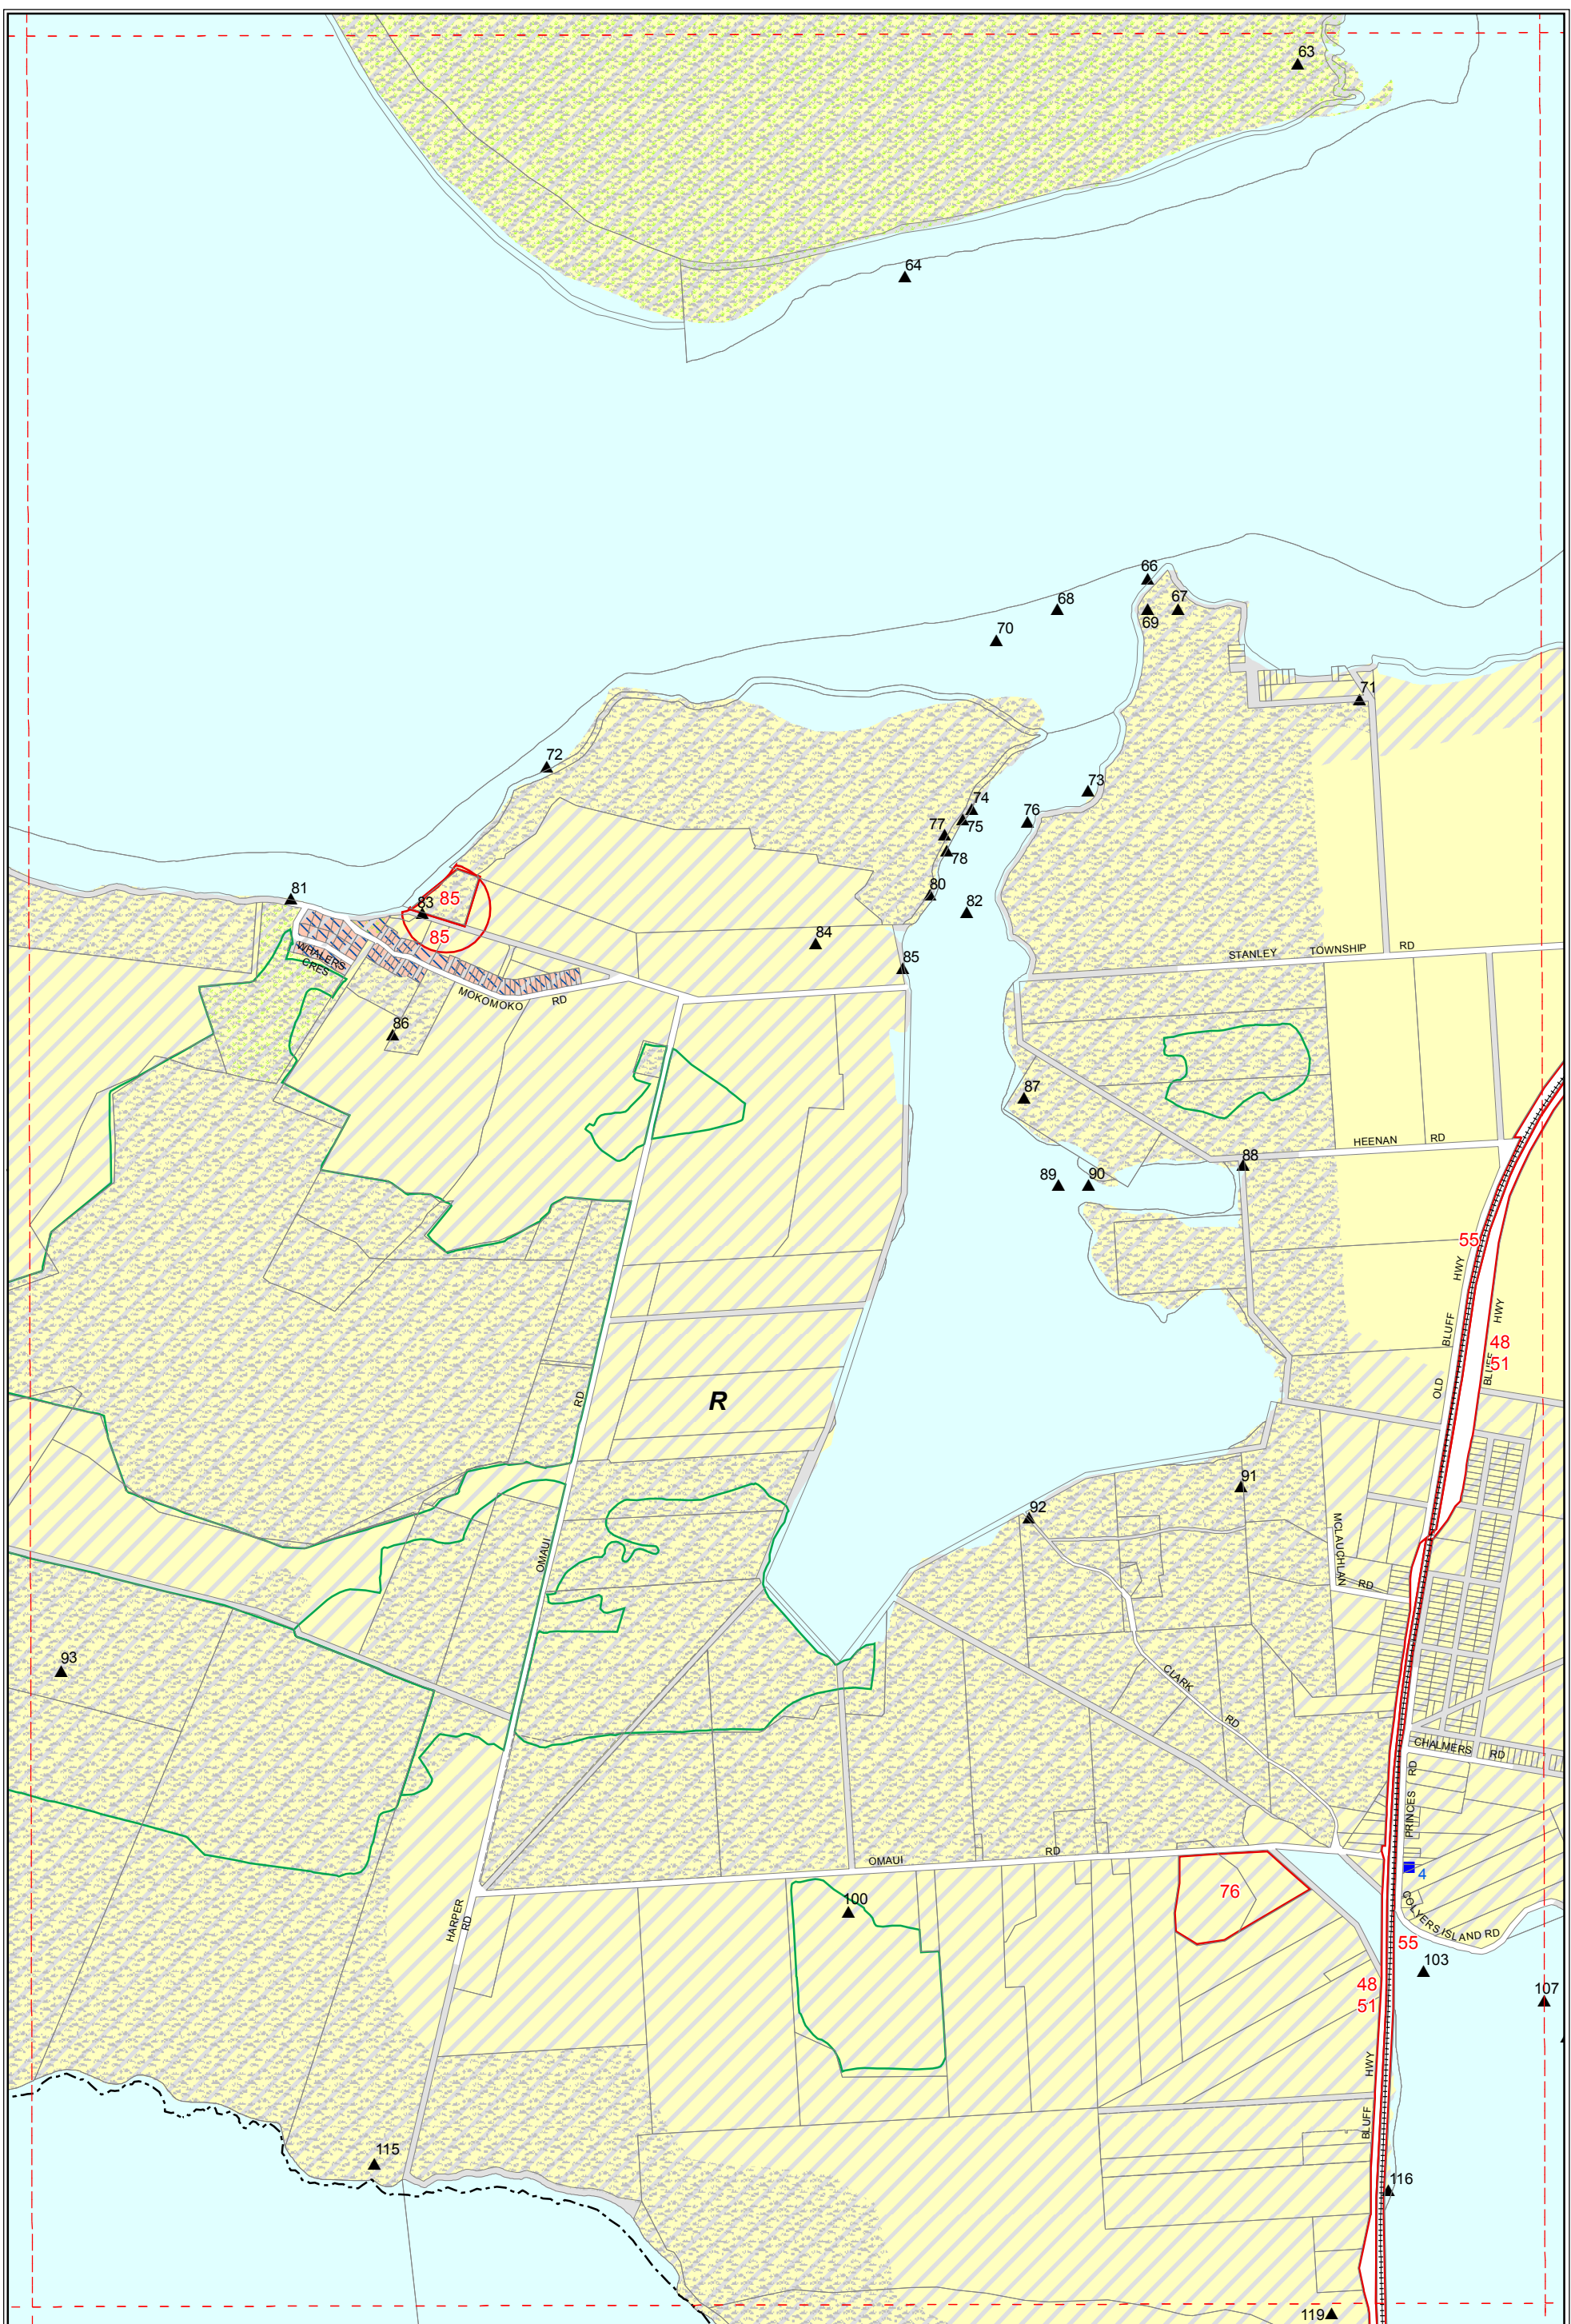 63
64
66
68
67
69
70
71
72
73
74
76
75
77
78
80
85
81
83
82
85
84
85
STANLEY TOWNSHIP RD
WHALERS CRES
MOKOMOKO RD
86
87
HEENAN RD
88
89
90
55
HWY
HWY
BLUFF
48
BLUFF
51
OLD
RD
R
91
92
MCLAUCHLAN
RD
OMAUI
93
CLARK
RD
CHALMERS RD
RD
PRINCES
OMAUI RD
4
76
100
HARPER
RD
COLYERS ISLAND RD
55
103
48
107
51
HWY
BLUFF
115
116
119